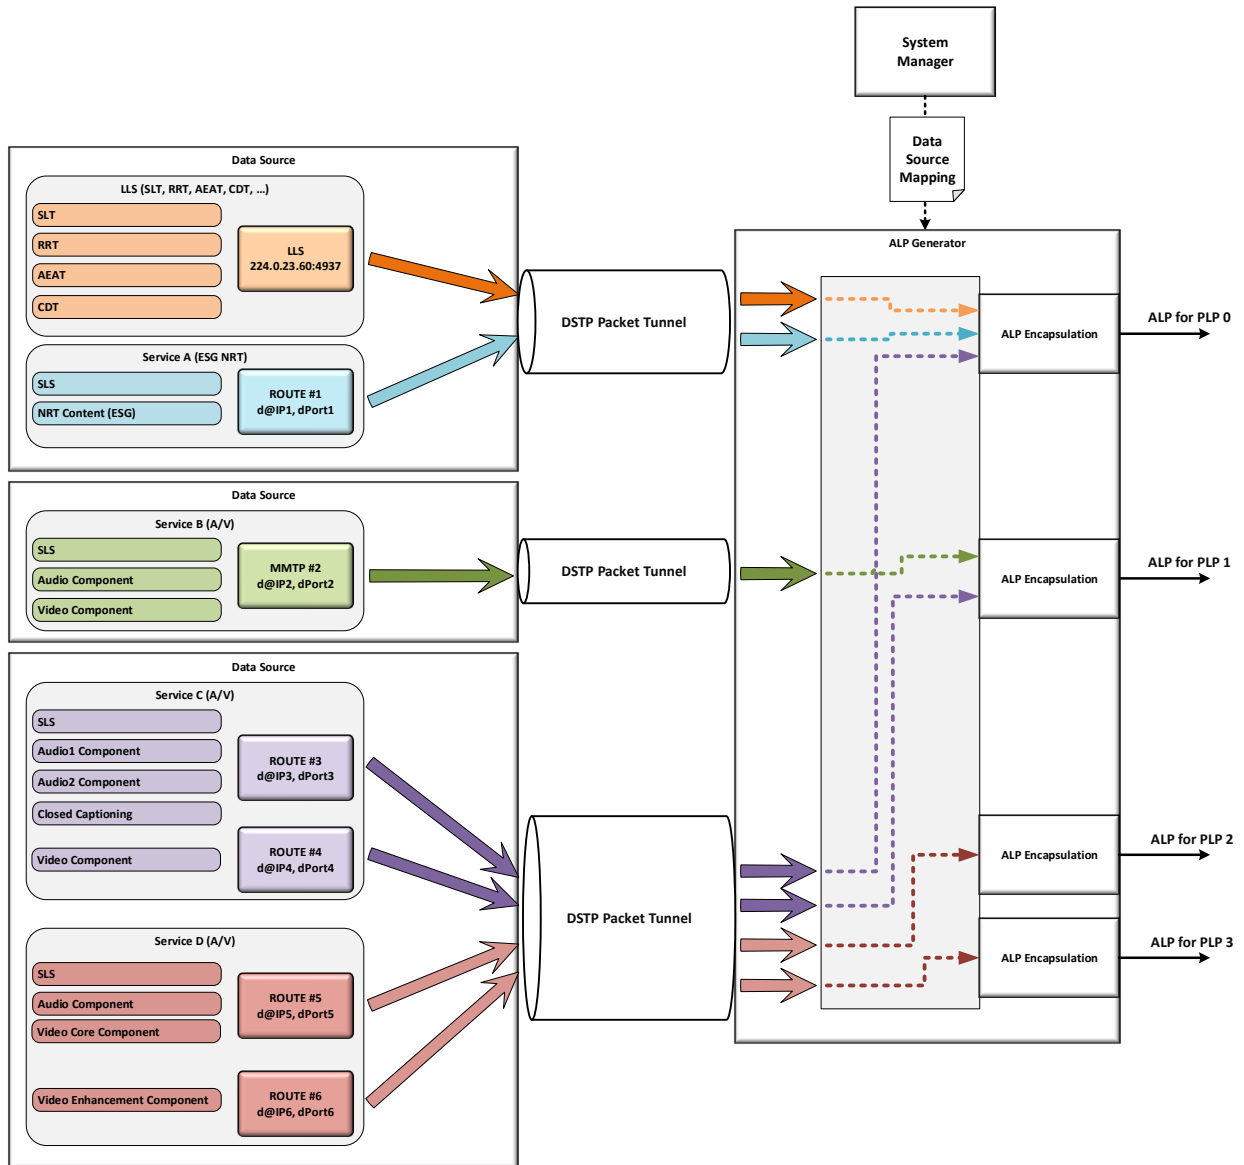 System
Manager
Data
Source
Mapping
Data Source
LLS (SLT, RRT, AEAT, CDT, ...)
SLT
RRT
AEAT
CDT
LLS
224.0.23.60:4937
Service A (ESG NRT)
SLS
NRT Content (ESG)
ROUTE #1
d@IP1, dPort1
DSTP Packet Tunnel
ALP Generator
ALP Encapsulation
ALP for PLP 0
Data Source
Service B (A/V)
SLS
Audio Component
Video Component
MMTP #2
d@IP2, dPort2
DSTP Packet Tunnel
ALP Encapsulation
ALP for PLP 1
Data Source
Service C (A/V)
SLS
Audio1 Component
Audio2 Component
Closed Captioning
Video Component
ROUTE #3
d@IP3, dPort3
ROUTE #4
d@IP4, dPort4
DSTP Packet Tunnel
ALP Encapsulation
ALP for PLP 2
Service D (A/V)
SLS
Audio Component
Video Core Component
Video Enhancement Component
ROUTE #5
d@IP5, dPort5
ROUTE #6
d@IP6, dPort6
ALP Encapsulation
ALP for PLP 3